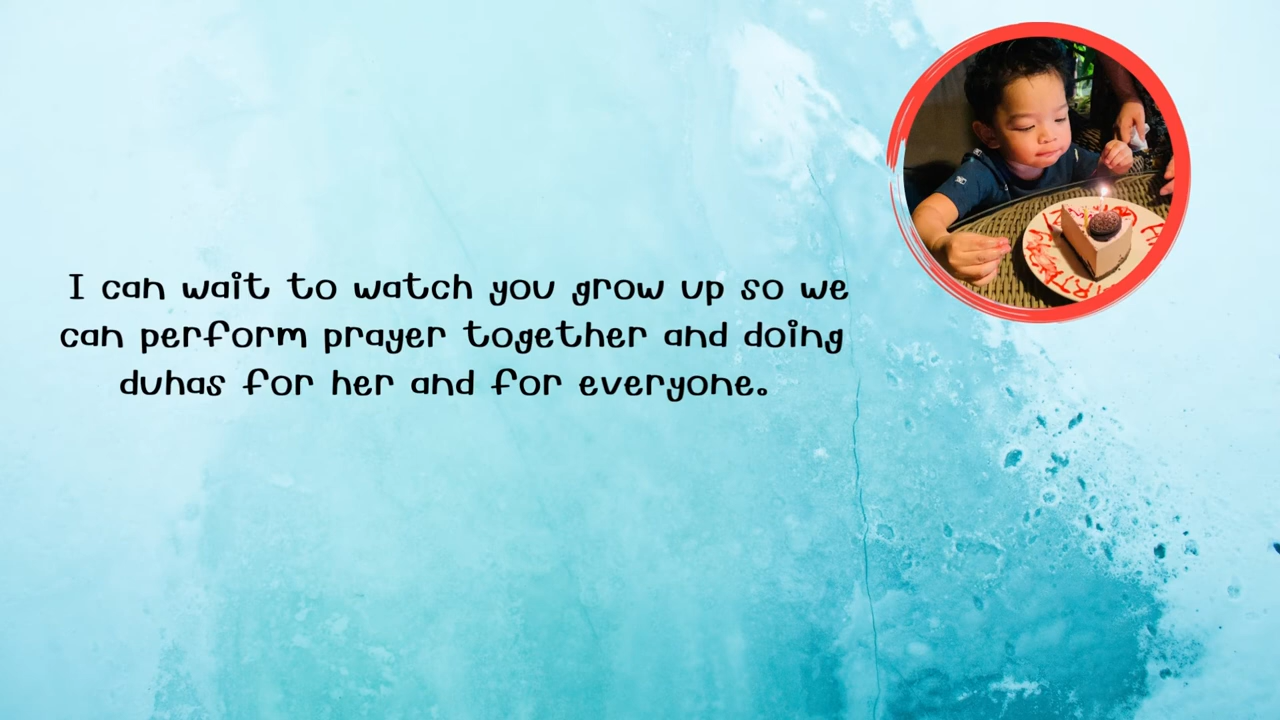 I can wait to watch you grow up so we
can perform prayer together and doing
duhas for her and for everyone.